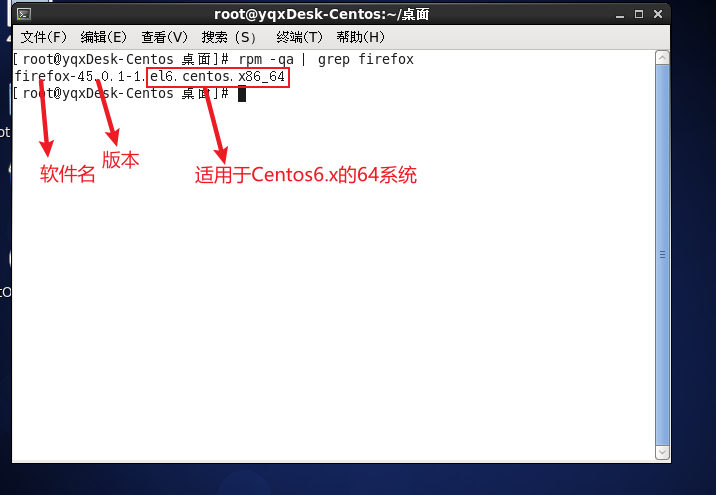 root@yqxDesk-Centos:~/桌面
文件(F) 编辑(E) 查看(V) 搜索 (S) 终端(T) 帮助(H)
[root@yqxDesk-Centos 桌面]# rpm -qa | grep firefox
firefox-45.0.1-1.el6.centos.x86_64
[root@yqxDesk-Centos 桌面]#
软件名 版本 适用于Centos6.x的64系统